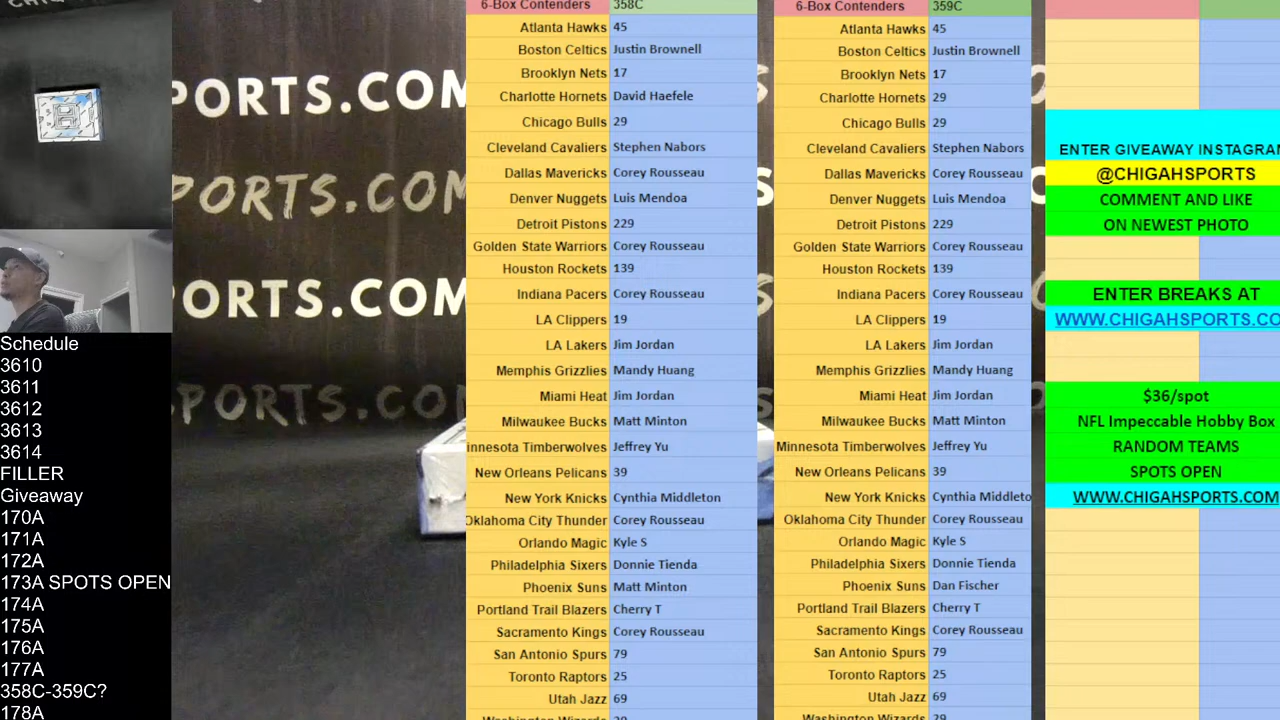 PORTS.COM
PORTS.COM
PORTS.COM
SPORTS.COM
Schedule
3610
3611
3612
3613
3614
FILLER
Giveaway
170A
171A
172A
173A SPOTS OPEN
174A
175A
176A
177A
358C-359C?
178A
6-Box Contenders 358C
Atlanta Hawks 45
Boston Celtics Justin Brownell
Brooklyn Nets 17
Charlotte Hornets David Haefele
Chicago Bulls 29
Cleveland Cavaliers Stephen Nabors
Dallas Mavericks Corey Rousseau
Denver Nuggets Luis Mendoa
Detroit Pistons 229
Golden State Warriors Corey Rousseau
Houston Rockets 139
Indiana Pacers Corey Rousseau
LA Clippers 19
LA Lakers Jim Jordan
Memphis Grizzlies Mandy Huang
Miami Heat Jim Jordan
Milwaukee Bucks Matt Minton
innesota Timberwolves Jeffrey Yu
New Orleans Pelicans 39
New York Knicks Cynthia Middleton
Oklahoma City Thunder Corey Rousseau
Orlando Magic Kyle S
Philadelphia Sixers Donnie Tienda
Phoenix Suns Matt Minton
Portland Trail Blazers Cherry T
Sacramento Kings Corey Rousseau
San Antonio Spurs 79
Toronto Raptors 25
Utah Jazz 69
Washington Wizards 29
6-Box Contenders 359C
Atlanta Hawks 45
Boston Celtics Justin Brownell
Brooklyn Nets 17
Charlotte Hornets 29
Chicago Bulls 29
Cleveland Cavaliers Stephen Nabors
Dallas Mavericks Corey Rousseau
Denver Nuggets Luis Mendoa
Detroit Pistons 229
Golden State Warriors Corey Rousseau
Houston Rockets 139
Indiana Pacers Corey Rousseau
LA Clippers 19
LA Lakers Jim Jordan
Memphis Grizzlies Mandy Huang
Miami Heat Jim Jordan
Milwaukee Bucks Matt Minton
Minnesota Timberwolves Jeffrey Yu
New Orleans Pelicans 39
New York Knicks Cynthia Middleto
Oklahoma City Thunder Corey Rousseau
Orlando Magic Kyle S
Philadelphia Sixers Donnie Tienda
Phoenix Suns Dan Fischer
Portland Trail Blazers Cherry T
Sacramento Kings Corey Rousseau
San Antonio Spurs 79
Toronto Raptors 25
Utah Jazz 69
Washington Wizards 29
ENTER GIVEAWAY INSTAGRAM
@CHIGAHSPORTS
COMMENT AND LIKE
ON NEWEST PHOTO
ENTER BREAKS AT
WWW.CHIGAHSPORTS.CO
$36/spot
NFL Impeccable Hobby Box
RANDOM TEAMS
SPOTS OPEN
WWW.CHIGAHSPORTS.COM